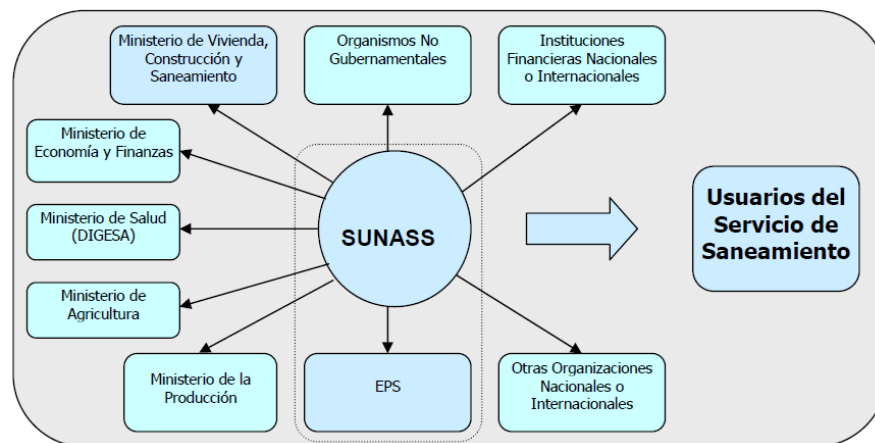 Ministerio de Vivienda,
Construcción y
Saneamiento
Organismos No
Gubernamentales
Instituciones
Financieras Nacionales
o Internacionales
Ministerio de
Economía y Finanzas
Ministerio de Salud
(DIGESA)
SUNASS
Usuarios del
Servicio de
Saneamiento
Ministerio de
Agricultura
Ministerio de la
Producción
EPS
Otras Organizaciones
Nacionales o
Internacionales